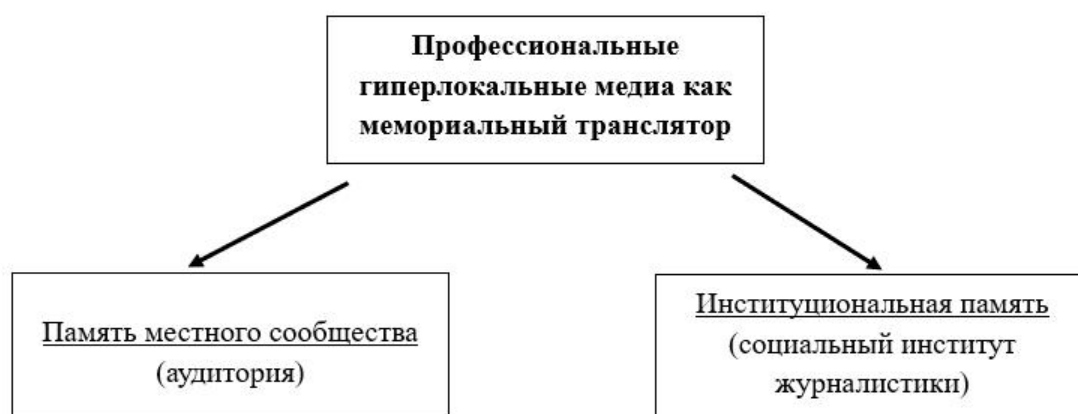 Профессиональные
гиперлокальные медиа как
мемориальный транслятор
Память местного сообщества
(аудитория)
Институциональная память
(социальный институт
журналистики)